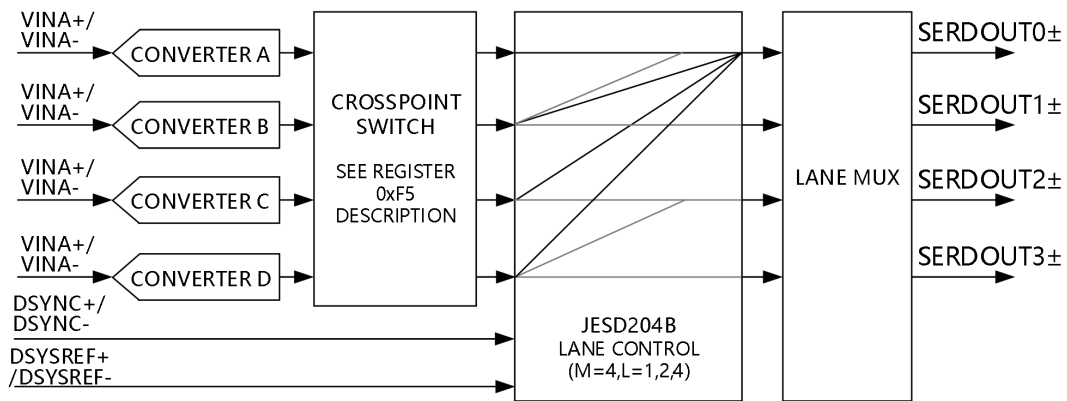 VINA+/
VINA-
CONVERTER A
VINA+/
VINA-
CONVERTER B
VINA+/
VINA-
CONVERTER C
VINA+/
VINA-
CONVERTER D
DSYNC+/
DSYNC-
DSYSREF+
/DSYSREF-
CROSSPOINT
SWITCH
SEE REGISTER
0xF5
DESCRIPTION
JESD204B
LANE CONTROL
(M=4,L=1,2,4)
LANE MUX
SERDOUT0±
SERDOUT1±
SERDOUT2±
SERDOUT3±